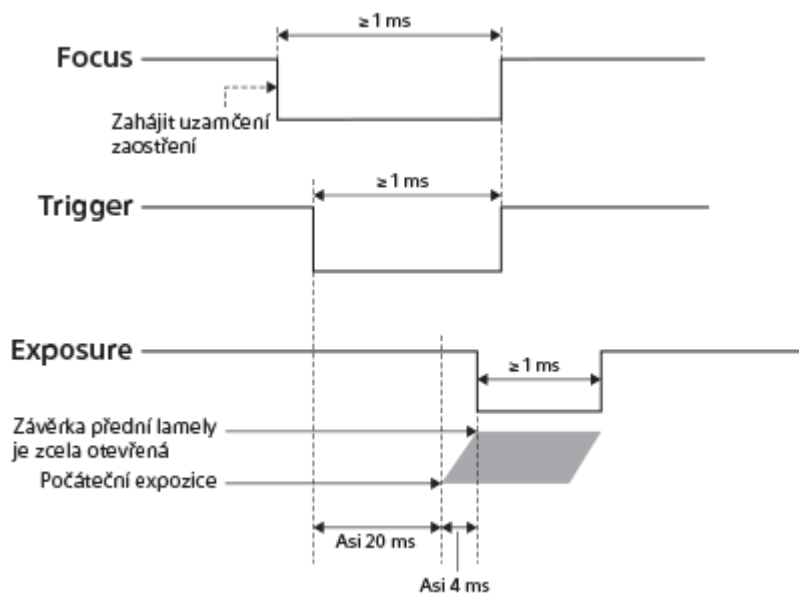 ≥ 1 ms
Focus
Zahájit uzamčení
zaostření
≥ 1 ms
Trigger
Exposure
≥ 1 ms
Závěrka přední lamely
je zcela otevřená
Počáteční expozice
Asi 20 ms
Asi 4 ms